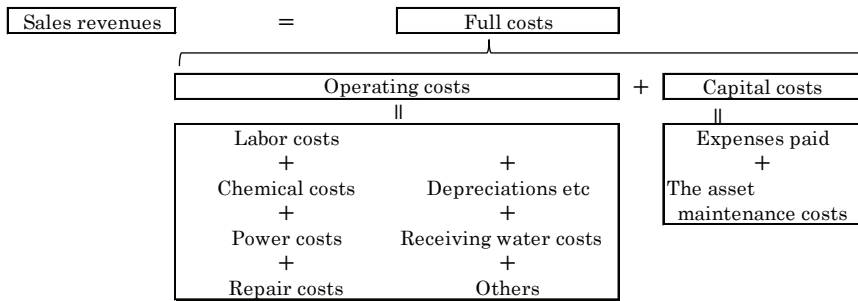 Sales revenues = Full costs
Operating costs + Capital costs
|| ||
Labor costs Expenses paid
+ + +
Chemical costs Depreciations etc The asset
+ + maintenance costs
Power costs Receiving water costs
+ +
Repair costs Others